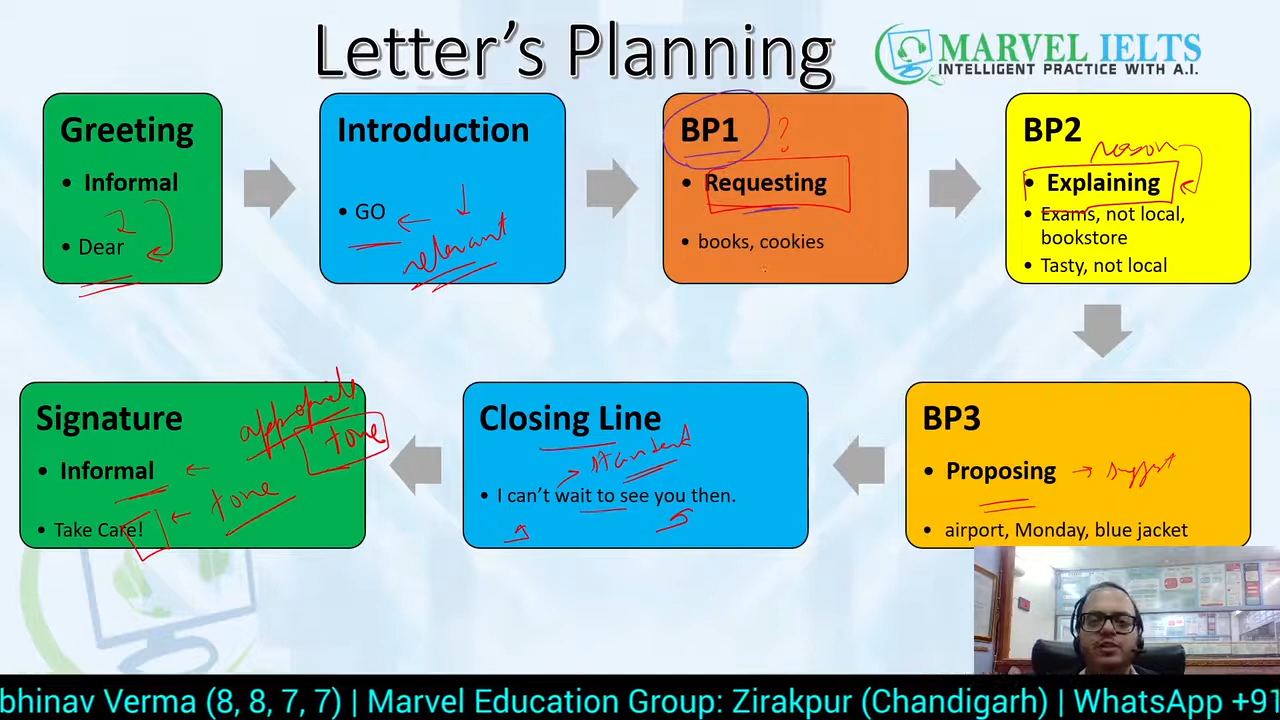 Letter's Planning
MARVEL IELTS
INTELLIGENT PRACTICE WITH A.I.
Greeting
• Informal
• Dear
Introduction
• GO
relevant
BP1 ?
• Requesting
• books, cookies
BP2
reason
• Explaining
• Exams, not local,
bookstore
• Tasty, not local
Signature
• Informal
tone
tone
• Take Care!
Closing Line
• I can't wait to see you then.
BP3
• Proposing
• airport, Monday, blue jacket
bhinav Verma (8, 8, 7, 7) | Marvel Education Group: Zirakpur (Chandigarh) | WhatsApp +91